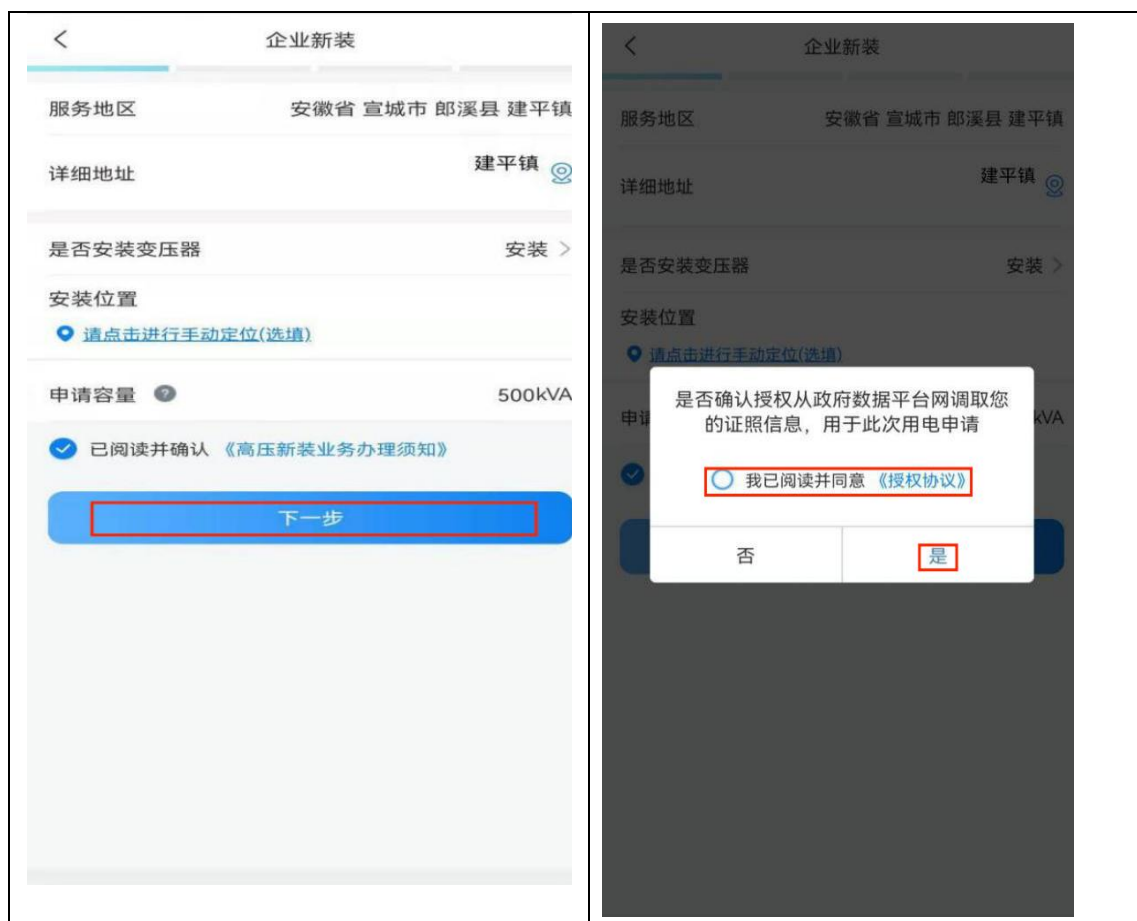 企业新装
服务地区 安徽省 宣城市 郎溪县 建平镇
详细地址 建平镇
是否安装变压器 安装
安装位置
请点击进行手动定位(选填)
申请容量 ? 500kVA
已阅读并确认 《高压新装业务办理须知》
下一步
企业新装
服务地区 安徽省 宣城市 郎溪县 建平镇
详细地址 建平镇
是否安装变压器 安装
安装位置
请点击进行手动定位(选填)
申请 kVA
是否确认授权从政府数据平台网调取您
的证照信息，用于此次用电申请
我已阅读并同意 《授权协议》
否 是